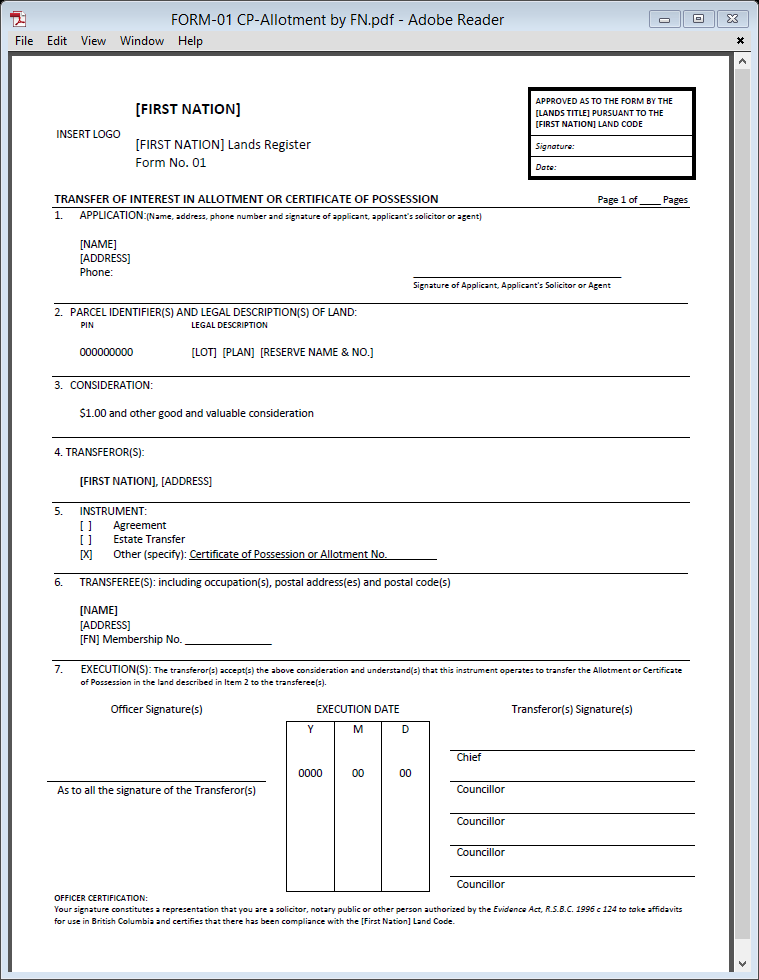 FORM-01 CP-Allotment by FN.pdf - Adobe Reader
File Edit View Window Help
[FIRST NATION]
INSERT LOGO
[FIRST NATION] Lands Register
Form No. 01
APPROVED AS TO THE FORM BY THE
[LANDS TITLE] PURSUANT TO THE
[FIRST NATION] LAND CODE
Signature:
Date:
TRANSFER OF INTEREST IN ALLOTMENT OR CERTIFICATE OF POSSESSION Page 1 of ____ Pages
1. APPLICATION:(Name, address, phone number and signature of applicant, applicant's solicitor or agent)
[NAME]
[ADDRESS]
Phone:
Signature of Applicant, Applicant's Solicitor or Agent
2. PARCEL IDENTIFIER(S) AND LEGAL DESCRIPTION(S) OF LAND:
PIN LEGAL DESCRIPTION
000000000 [LOT] [PLAN] [RESERVE NAME & NO.]
3. CONSIDERATION:
$1.00 and other good and valuable consideration
4. TRANSFEROR(S):
[FIRST NATION], [ADDRESS]
5. INSTRUMENT:
[ ] Agreement
[ ] Estate Transfer
[X] Other (specify): Certificate of Possession or Allotment No.________
6. TRANSFEREE(S): including occupation(s), postal address(es) and postal code(s)
[NAME]
[ADDRESS]
[FN] Membership No. ______________
7. EXECUTION(S): The transferor(s) accept(s) the above consideration and understand(s) that this instrument operates to transfer the Allotment or Certificate
of Possession in the land described in Item 2 to the transferee(s).
Officer Signature(s) EXECUTION DATE Transferor(s) Signature(s)
Y M D
Chief
0000 00 00
As to all the signature of the Transferor(s)
Councillor
Councillor
Councillor
Councillor
OFFICER CERTIFICATION:
Your signature constitutes a representation that you are a solicitor, notary public or other person authorized by the Evidence Act, R.S.B.C. 1996 c 124 to take affidavits
for use in British Columbia and certifies that there has been compliance with the [First Nation] Land Code.